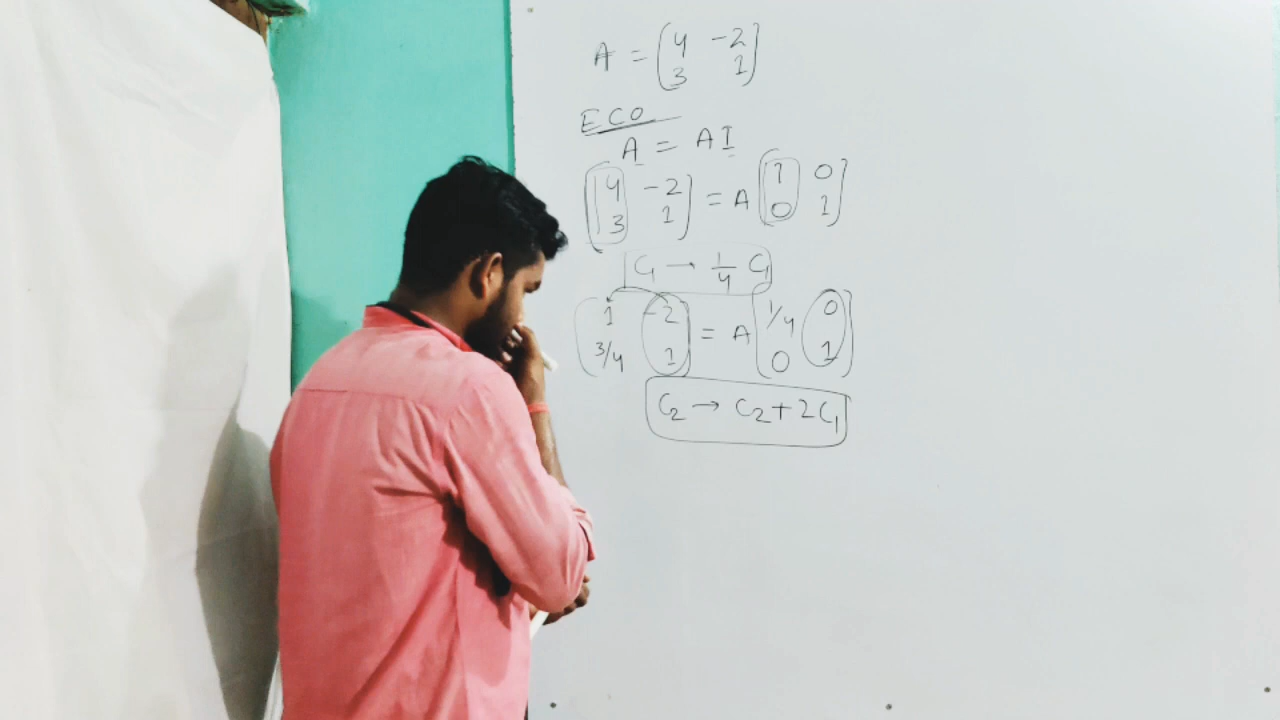 A = [4 -2
3 1]
ECO
A = AI
[4 -2
3 1] = A [1 0
0 1]
C₁ → 1/4 C₁
[1 -2
3/4 1] = A [1/4 0
0 1]
C₂ → C₂ + 2C₁